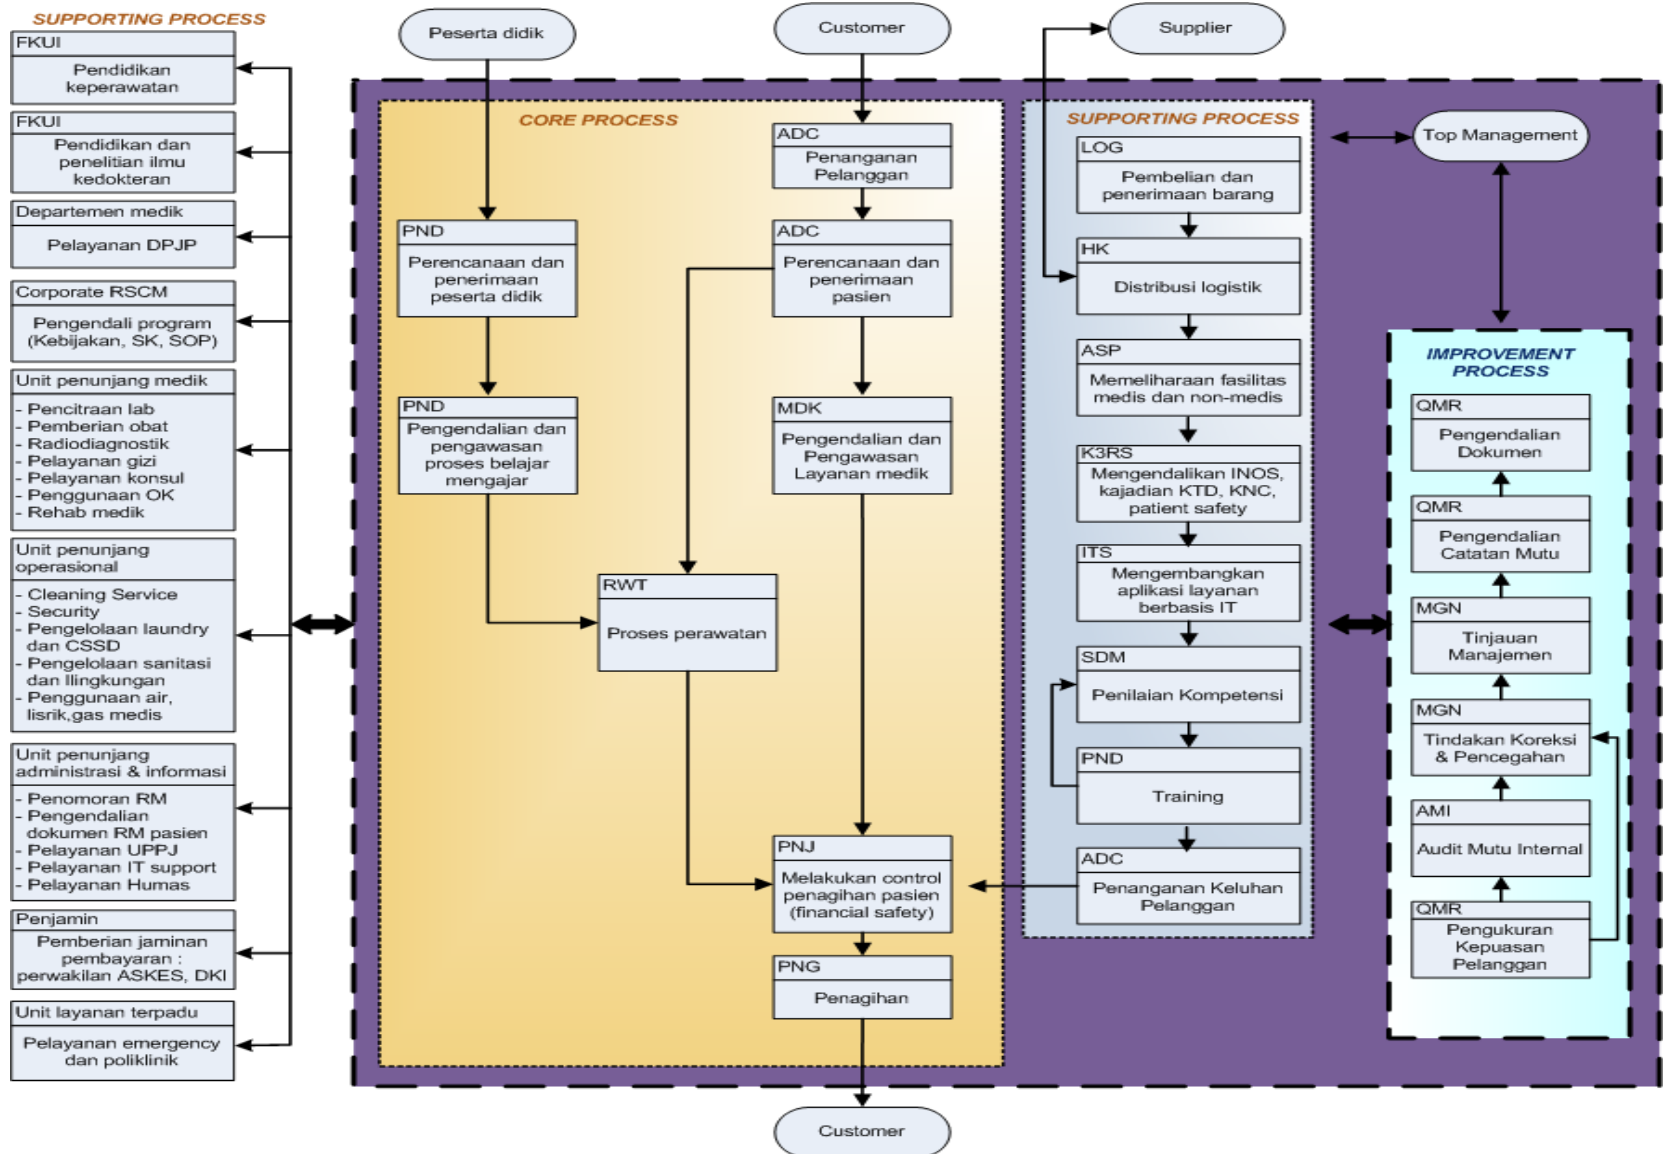 SUPPORTING PROCESS
FKUI
Pendidikan
keperawatan
FKUI
Pendidikan dan
penelitian ilmu
kedokteran
Departemen medik
Pelayanan DPJP
Corporate RSCM
Pengendali program
(Kebijakan, SK, SOP)
Unit penunjang medik
- Pencitraan lab
- Pemberian obat
- Radiodiagnostik
- Pelayanan gizi
- Pelayanan konsul
- Penggunaan OK
- Rehab medik
Unit penunjang
operasional
- Cleaning Service
- Security
- Pengelolaan laundry
dan CSSD
- Pengelolaan sanitasi
dan llingkungan
- Penggunaan air,
lisrik,gas medis
Unit penunjang
administrasi & informasi
- Penomoran RM
- Pengendalian
dokumen RM pasien
- Pelayanan UPPJ
- Pelayanan IT support
- Pelayanan Humas
Penjamin
Pemberian jaminan
pembayaran :
perwakilan ASKES, DKI
Unit layanan terpadu
Pelayanan emergency
dan poliklinik
Peserta didik
Customer
Supplier
CORE PROCESS
PND
Perencanaan dan
penerimaan
peserta didik
PND
Pengendalian dan
pengawasan
proses belajar
mengajar
RWT
Proses perawatan
ADC
Penanganan
Pelanggan
ADC
Perencanaan dan
penerimaan
pasien
MDK
Pengendalian dan
Pengawasan
Layanan medik
PNJ
Melakukan control
penagihan pasien
(financial safety)
PNG
Penagihan
Customer
SUPPORTING PROCESS
LOG
Pembelian dan
penerimaan barang
HK
Distribusi logistik
ASP
Memeliharaan fasilitas
medis dan non-medis
K3RS
Mengendalikan INOS,
kajadian KTD, KNC,
patient safety
ITS
Mengembangkan
aplikasi layanan
berbasis IT
SDM
Penilaian Kompetensi
PND
Training
ADC
Penanganan Keluhan
Pelanggan
Top Management
IMPROVEMENT
PROCESS
QMR
Pengendalian
Dokumen
QMR
Pengendalian
Catatan Mutu
MGN
Tinjauan
Manajemen
MGN
Tindakan Koreksi
& Pencegahan
AMI
Audit Mutu Internal
QMR
Pengukuran
Kepuasan
Pelanggan